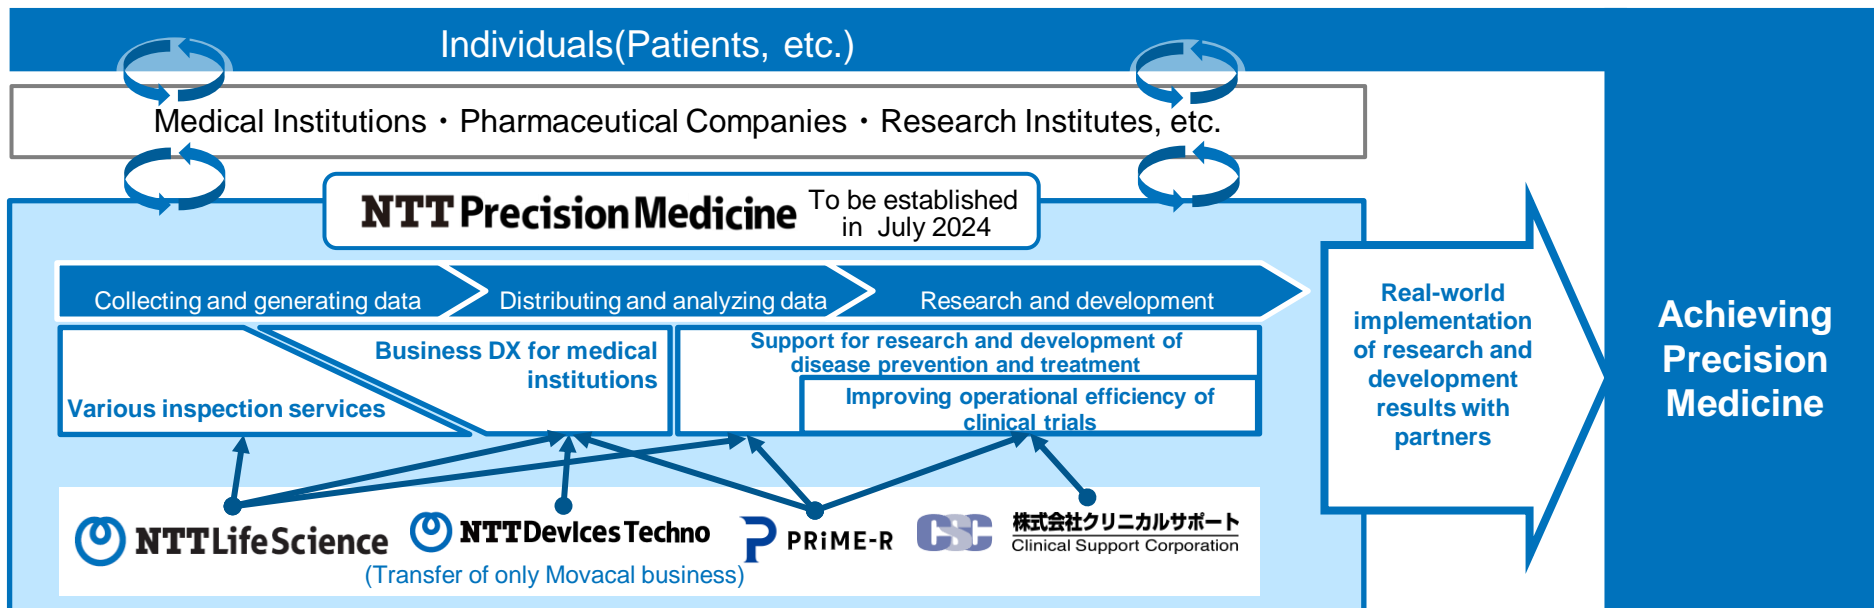 Individuals(Patients, etc.)
Medical Institutions・Pharmaceutical Companies・Research Institutes, etc.
NTT Precision Medicine
To be established
in July 2024
Collecting and generating data
Distributing and analyzing data
Research and development
Various inspection services
Business DX for medical
institutions
Support for research and development of
disease prevention and treatment
Improving operational efficiency of
clinical trials
NTT Life Science
NTT Devices Techno
(Transfer of only Movacal business)
PRiME-R
CSC
株式会社クリニカルサポート
Clinical Support Corporation
Real-world
implementation
of research and
development
results with
partners
Achieving
Precision
Medicine